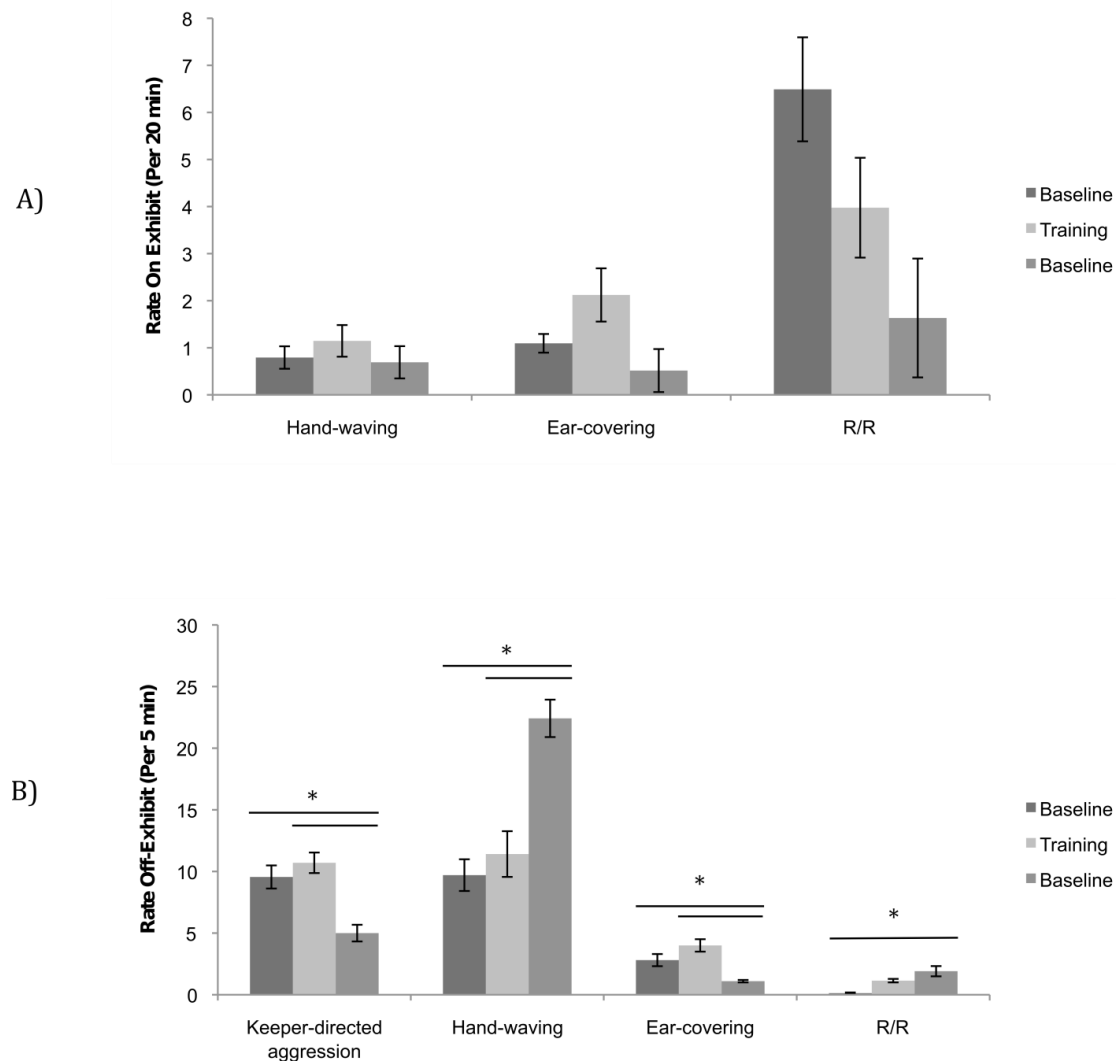 A)
Rate On Exhibit (Per 20 min)
8
7
6
5
4
3
2
1
0
Hand-waving Ear-covering R/R
Baseline
Training
Baseline
B)
Rate Off-Exhibit (Per 5 min)
30
25
20
15
10
5
0
*
*
*
*
Keeper-directed
aggression
Hand-waving Ear-covering R/R
Baseline
Training
Baseline